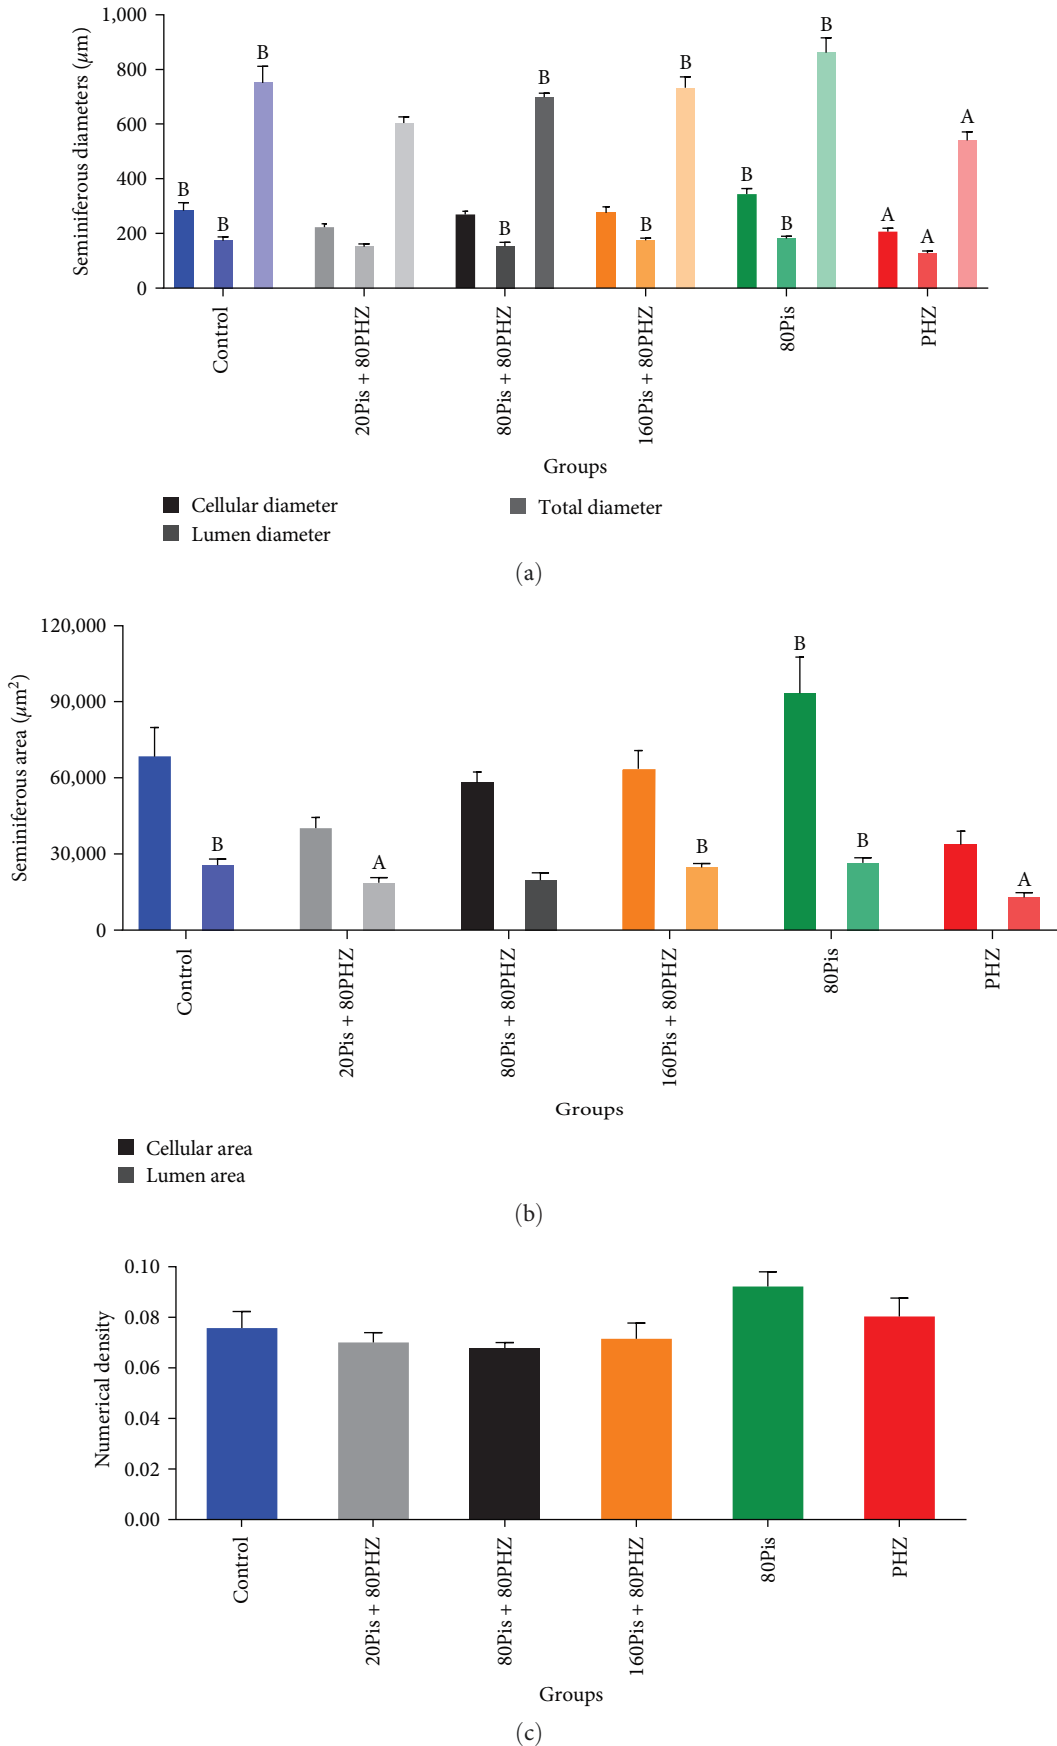 1,000
800
600
400
200
0
Seminiferous diameters (μm)
B
B
B
B
B
B
B
B
B
B
A
A
A
Control
20Pis + 80PHZ
80Pis + 80PHZ
160Pis + 80PHZ
80Pis
PHZ
Groups
Cellular diameter
Lumen diameter
Total diameter
(a)
120,000
90,000
60,000
30,000
0
Seminiferous area (μm²)
B
A
B
B
B
A
Control
20Pis + 80PHZ
80Pis + 80PHZ
160Pis + 80PHZ
80Pis
PHZ
Groups
Cellular area
Lumen area
(b)
0.10
0.08
0.06
0.04
0.02
0.00
Numerical density
Control
20Pis + 80PHZ
80Pis + 80PHZ
160Pis + 80PHZ
80Pis
PHZ
Groups
(c)